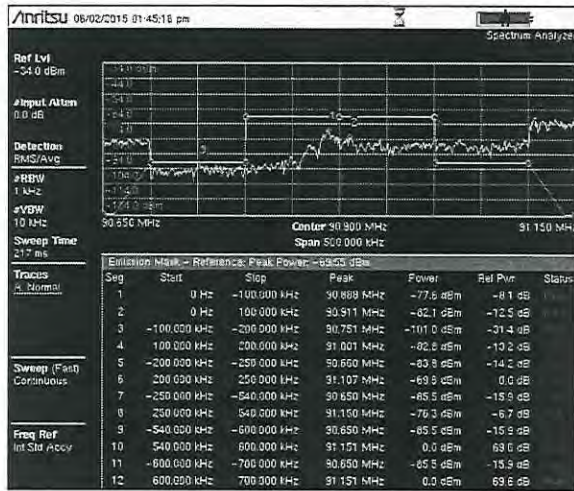 Anritsu 08/02/2015 01:45:18 pm
Spectrum Analyzer
Ref Lvl
-34.0 dBm
#Input Atten
0.0 dB
Detection
RMS/Avg
#RBW
1 kHz
#VBW
10 kHz
Sweep Time
217 ms
Traces
A: Normal
Sweep (Fast)
Continuous
Freq Ref
Int Std Accy
-44.0
1
2
3
-104.0
-114.0
90.650 MHz
Center 90.900 MHz
91.150 MHz
Span 500.000 kHz
Emission Mask - Reference: Peak Power: -69.55 dBm
Seg Start Stop Peak Power Rel Pwr Status
1 0 Hz -100.000 kHz 90.888 MHz -77.6 dBm -8.1 dB
2 0 Hz 100.000 kHz 90.911 MHz -82.1 dBm -12.5 dB
3 -100.000 kHz -200.000 kHz 90.751 MHz -101.0 dBm -31.4 dB
4 100.000 kHz 200.000 kHz 91.001 MHz -82.8 dBm -13.2 dB
5 -200.000 kHz -250.000 kHz 90.660 MHz -83.8 dBm -14.2 dB
6 200.000 kHz 250.000 kHz 91.107 MHz -69.6 dBm 0.0 dB
7 -250.000 kHz -540.000 kHz 90.650 MHz -85.5 dBm -15.9 dB
8 250.000 kHz 540.000 kHz 91.150 MHz -76.3 dBm -6.7 dB
9 -540.000 kHz -600.000 kHz 90.650 MHz -85.5 dBm -15.9 dB
10 540.000 kHz 600.000 kHz 91.151 MHz 0.0 dBm 69.6 dB
11 -600.000 kHz -700.000 kHz 90.650 MHz -85.5 dBm -15.9 dB
12 600.000 kHz 700.000 kHz 91.151 MHz 0.0 dBm 69.6 dB